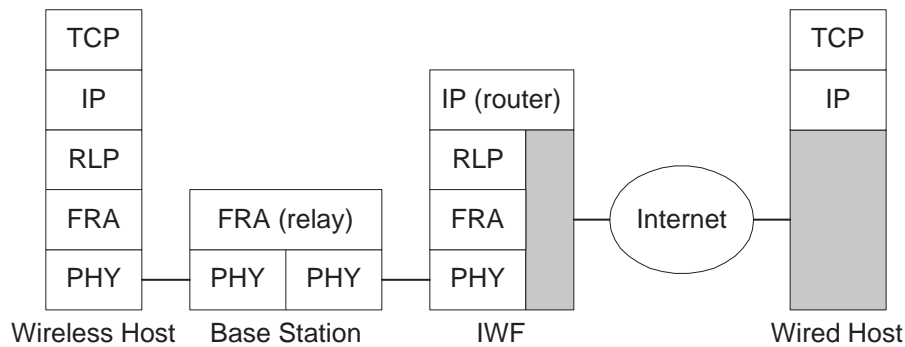 TCP
IP
RLP
FRA
PHY
Wireless Host
FRA (relay)
PHY PHY
Base Station
IP (router)
RLP
FRA
PHY
IWF
Internet
TCP
IP
Wired Host